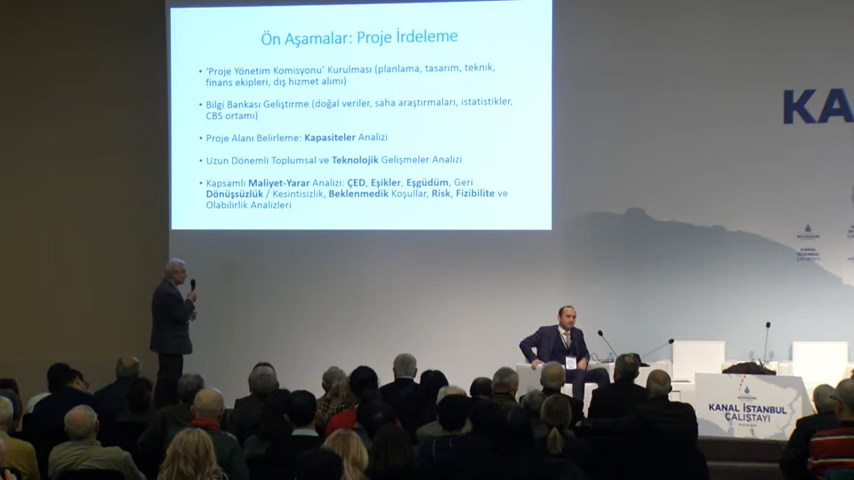 Ön Aşamalar: Proje İrdeleme
• 'Proje Yönetim Komisyonu' Kurulması (planlama, tasarım, teknik,
finans ekipleri, dış hizmet alımı)
• Bilgi Bankası Geliştirme (doğal veriler, saha araştırmaları, istatistikler,
CBS ortamı)
• Proje Alanı Belirleme: Kapasiteler Analizi
• Uzun Dönemli Toplumsal ve Teknolojik Gelişmeler Analizi
• Kapsamlı Maliyet-Yarar Analizi: ÇED, Eşikler, Eşgüdüm, Geri
Dönüşsüzlük / Kesintisizlik, Beklenmedik Koşullar, Risk, Fizibilite ve
Olabilirlik Analizleri
KA
KANAL
İSTANBUL
ÇALIŞTAYI
KANAL İSTANBUL
ÇALIŞTAYI